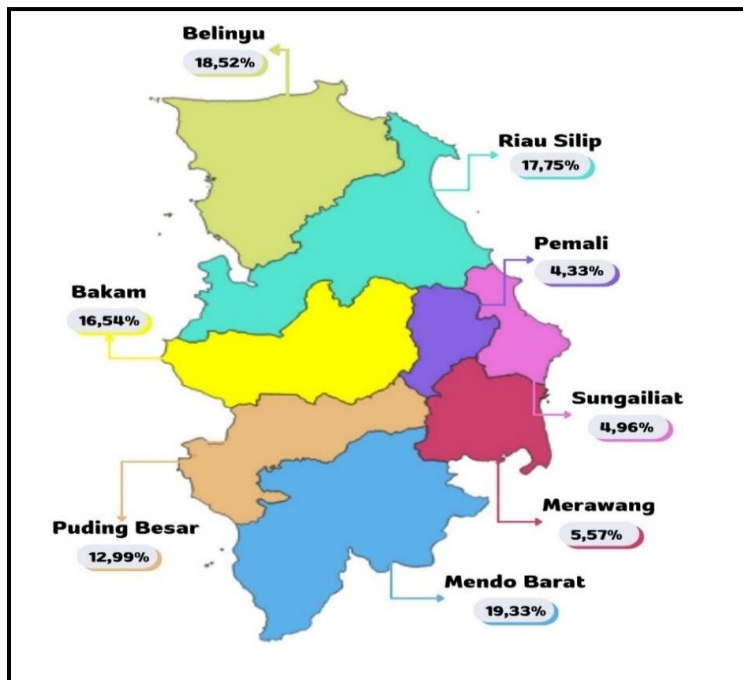 Belinyu
18,52%
Riau Silip
17,75%
Pemali
4,33%
Bakam
16,54%
Sungailiat
4,96%
Merawang
5,57%
Puding Besar
12,99%
Mendo Barat
19,33%